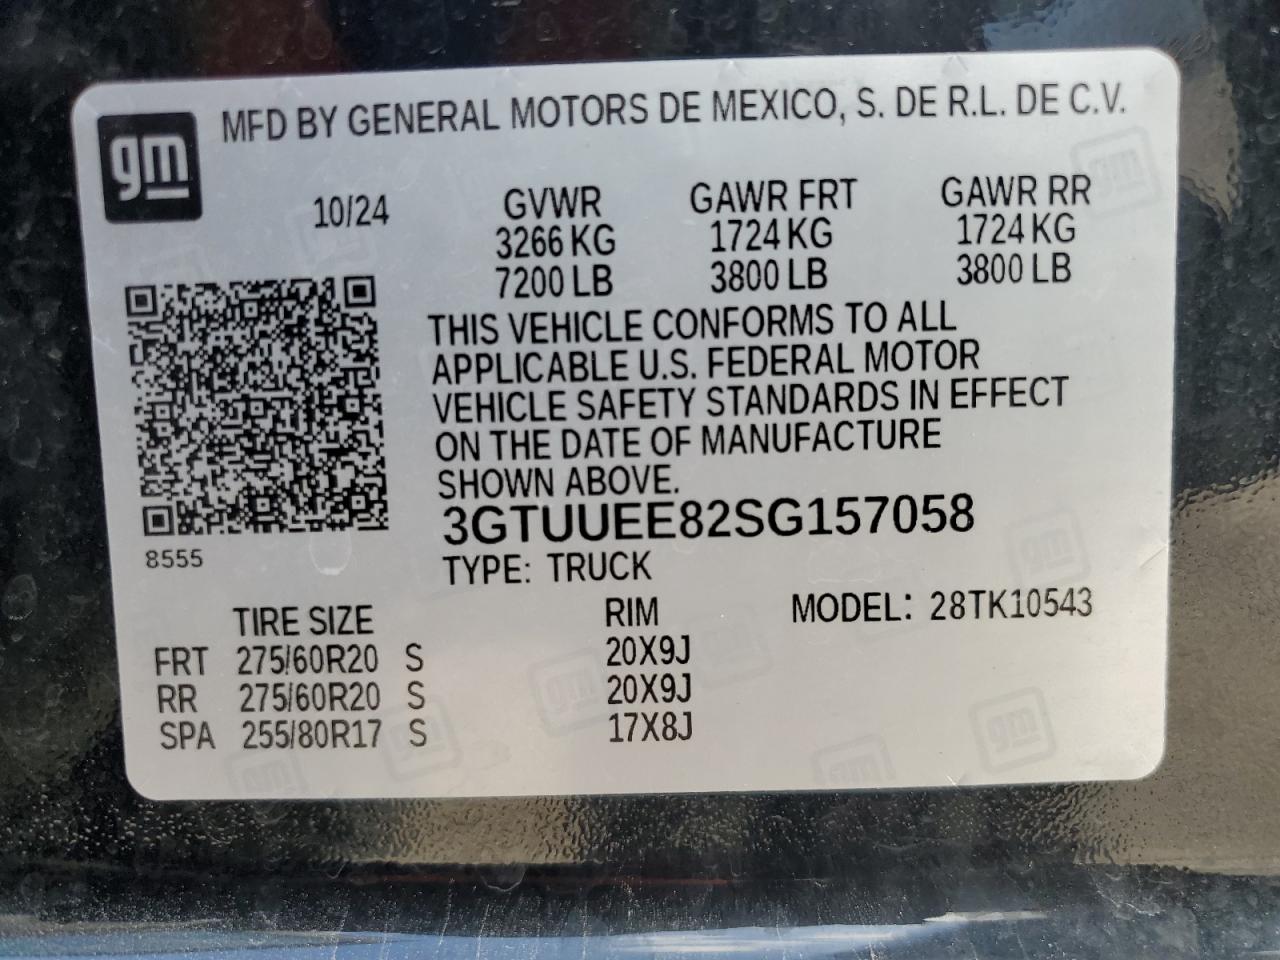 gm
MFD BY GENERAL MOTORS DE MEXICO, S. DE R.L. DE C.V.
10/24 GVWR GAWR FRT GAWR RR
3266 KG 1724 KG 1724 KG
7200 LB 3800 LB 3800 LB
THIS VEHICLE CONFORMS TO ALL
APPLICABLE U.S. FEDERAL MOTOR
VEHICLE SAFETY STANDARDS IN EFFECT
ON THE DATE OF MANUFACTURE
SHOWN ABOVE.
3GTUUEE82SG157058
8555
TYPE: TRUCK
TIRE SIZE RIM MODEL: 28TK10543
FRT 275/60R20 S 20X9J
RR 275/60R20 S 20X9J
SPA 255/80R17 S 17X8J